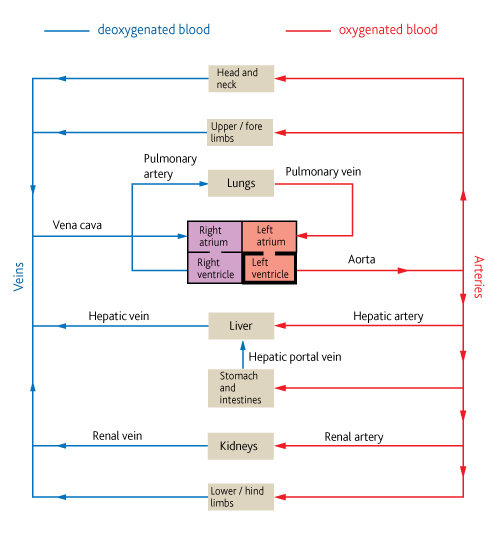 deoxygenated blood
oxygenated blood
Head and
neck
Upper / fore
limbs
Pulmonary
artery
Lungs
Pulmonary vein
Vena cava
Right
atrium
Left
atrium
Right
ventricle
Left
ventricle
Aorta
Veins
Arteries
Hepatic vein
Liver
Hepatic artery
Hepatic portal vein
Stomach
and
intestines
Renal vein
Kidneys
Renal artery
Lower / hind
limbs